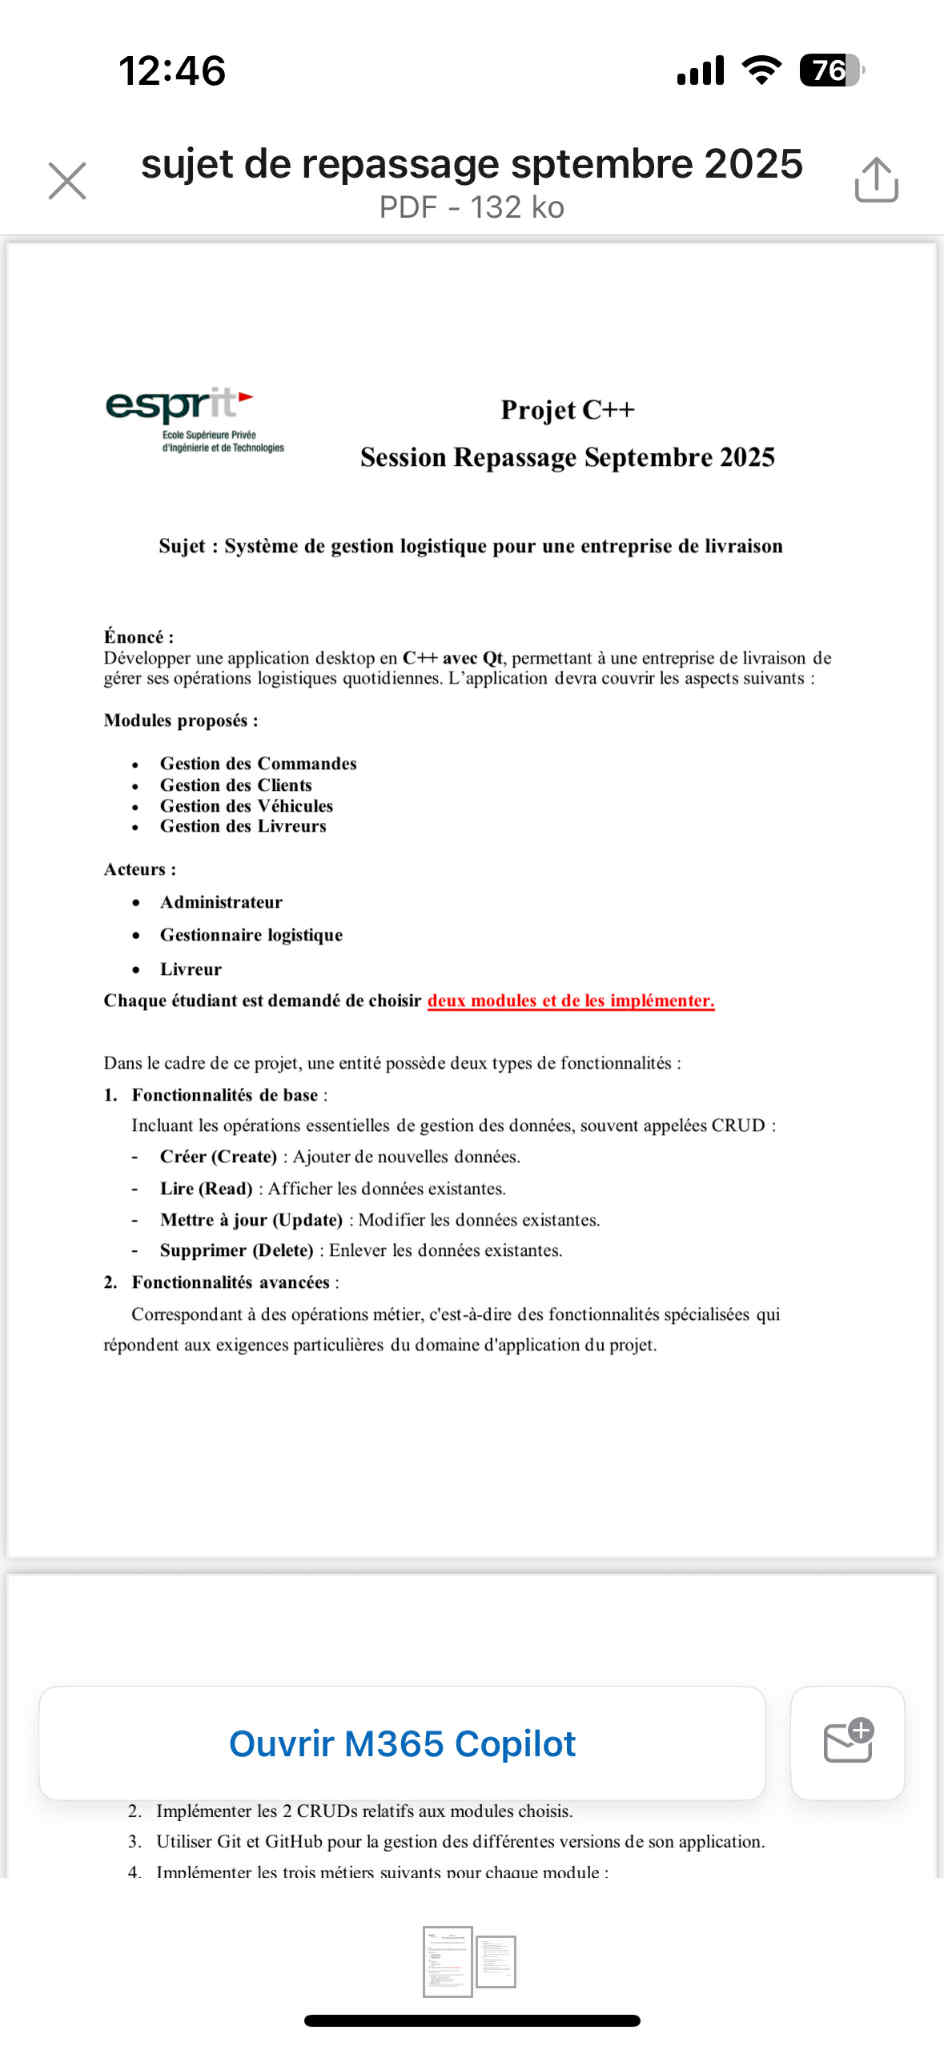 12:46
76
sujet de repassage sptembre 2025
PDF - 132 ko
esprit
Ecole Supérieure Privée
d'Ingénierie et de Technologies
Projet C++
Session Repassage Septembre 2025
Sujet : Système de gestion logistique pour une entreprise de livraison
Énoncé :
Développer une application desktop en C++ avec Qt, permettant à une entreprise de livraison de
gérer ses opérations logistiques quotidiennes. L'application devra couvrir les aspects suivants :
Modules proposés :
• Gestion des Commandes
• Gestion des Clients
• Gestion des Véhicules
• Gestion des Livreurs
Acteurs :
• Administrateur
• Gestionnaire logistique
• Livreur
Chaque étudiant est demandé de choisir deux modules et de les implémenter.
Dans le cadre de ce projet, une entité possède deux types de fonctionnalités :
1. Fonctionnalités de base :
Incluant les opérations essentielles de gestion des données, souvent appelées CRUD :
- Créer (Create) : Ajouter de nouvelles données.
- Lire (Read) : Afficher les données existantes.
- Mettre à jour (Update) : Modifier les données existantes.
- Supprimer (Delete) : Enlever les données existantes.
2. Fonctionnalités avancées :
Correspondant à des opérations métier, c'est-à-dire des fonctionnalités spécialisées qui
répondent aux exigences particulières du domaine d'application du projet.
Ouvrir M365 Copilot
2. Implémenter les 2 CRUDs relatifs aux modules choisis.
3. Utiliser Git et GitHub pour la gestion des différentes versions de son application.
4. Implémenter les trois métiers suivants pour chaque module :